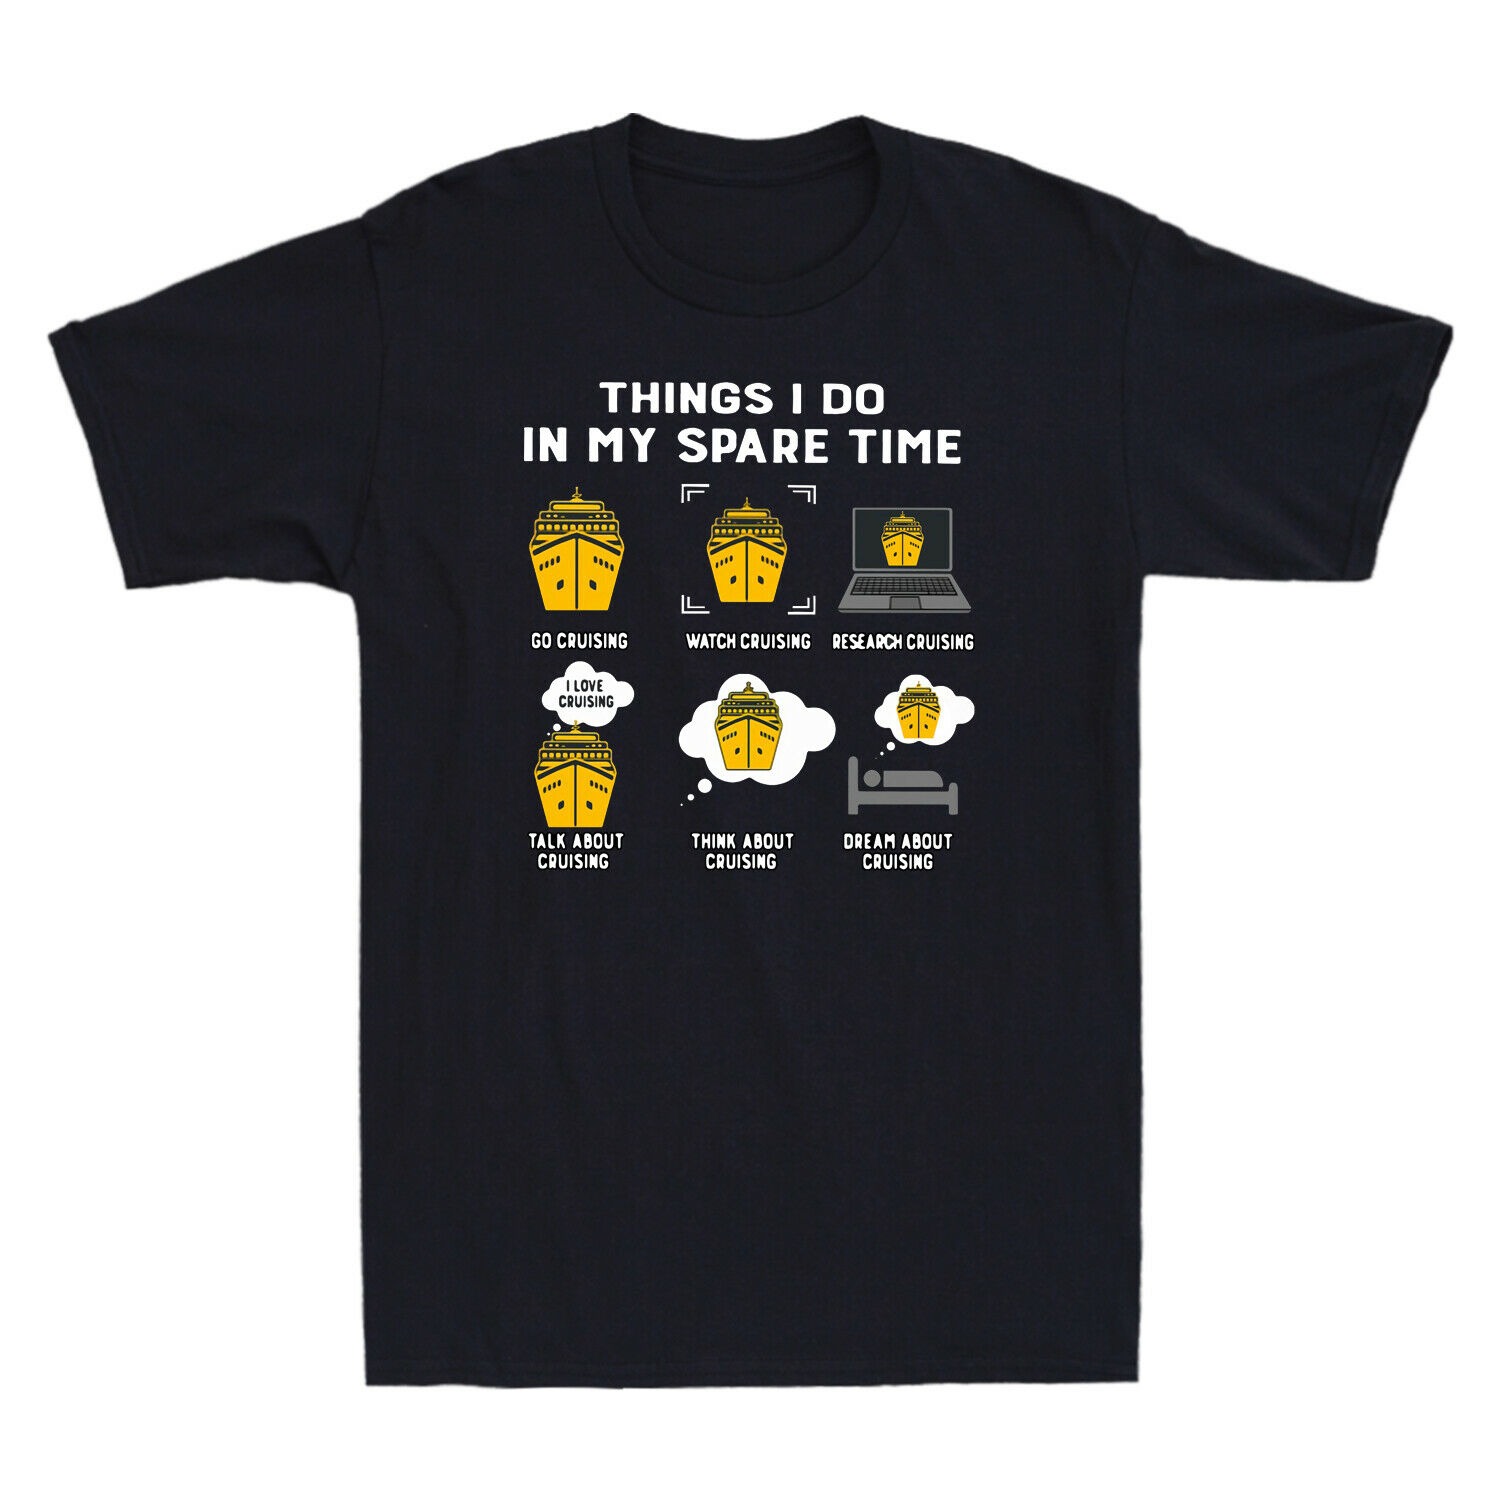 THINGS I DO
IN MY SPARE TIME
GO CRUISING
WATCH CRUISING
RESEARCH CRUISING
I LOVE
CRUISING
TALK ABOUT
CRUISING
THINK ABOUT
CRUISING
DREAM ABOUT
CRUISING